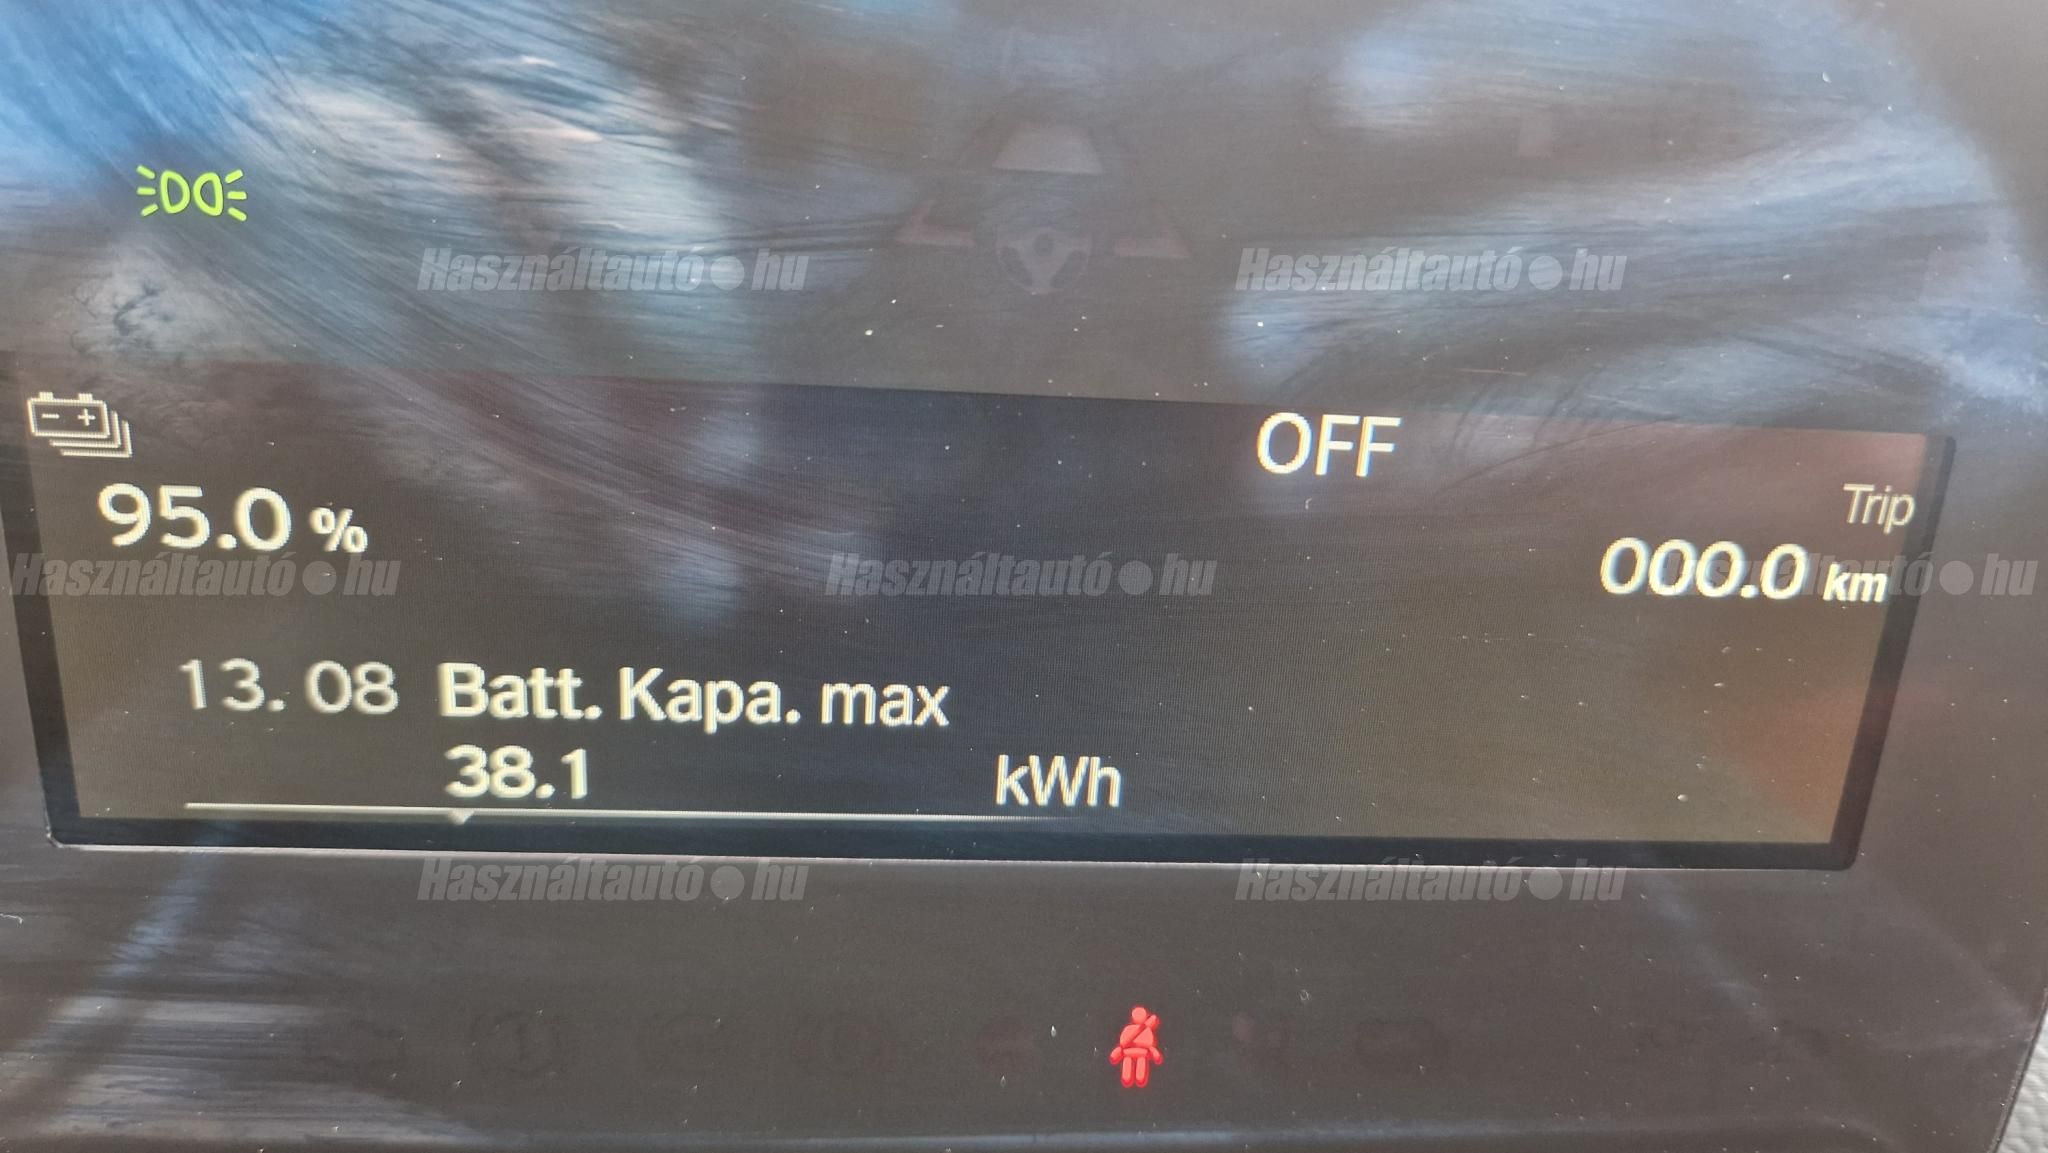 Használtautó●hu Használtautó●hu
OFF
Trip
95.0 %
000.0 km
Használtautó●hu Használtautó●hu Használtautó●hu
13. 08 Batt. Kapa. max
38.1 kWh
Használtautó●hu Használtautó●hu